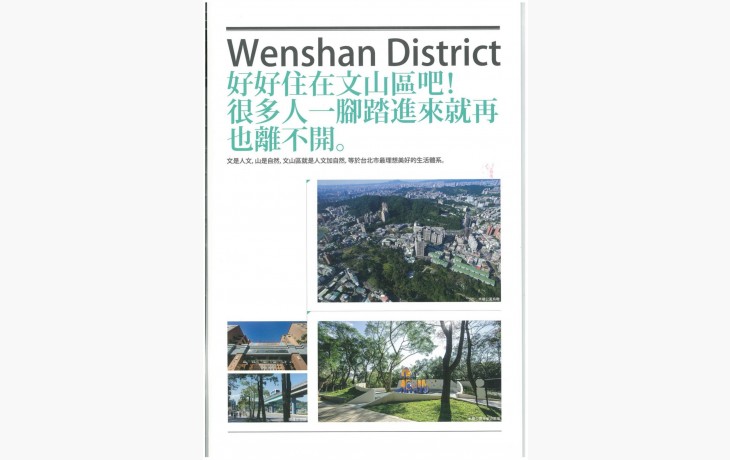 Wenshan District
好好住在文山區吧！
很多人一腳踏進來就再
也離不開。
文是人文, 山是自然, 文山區就是人文加自然, 等於台北市最理想美好的生活體系。